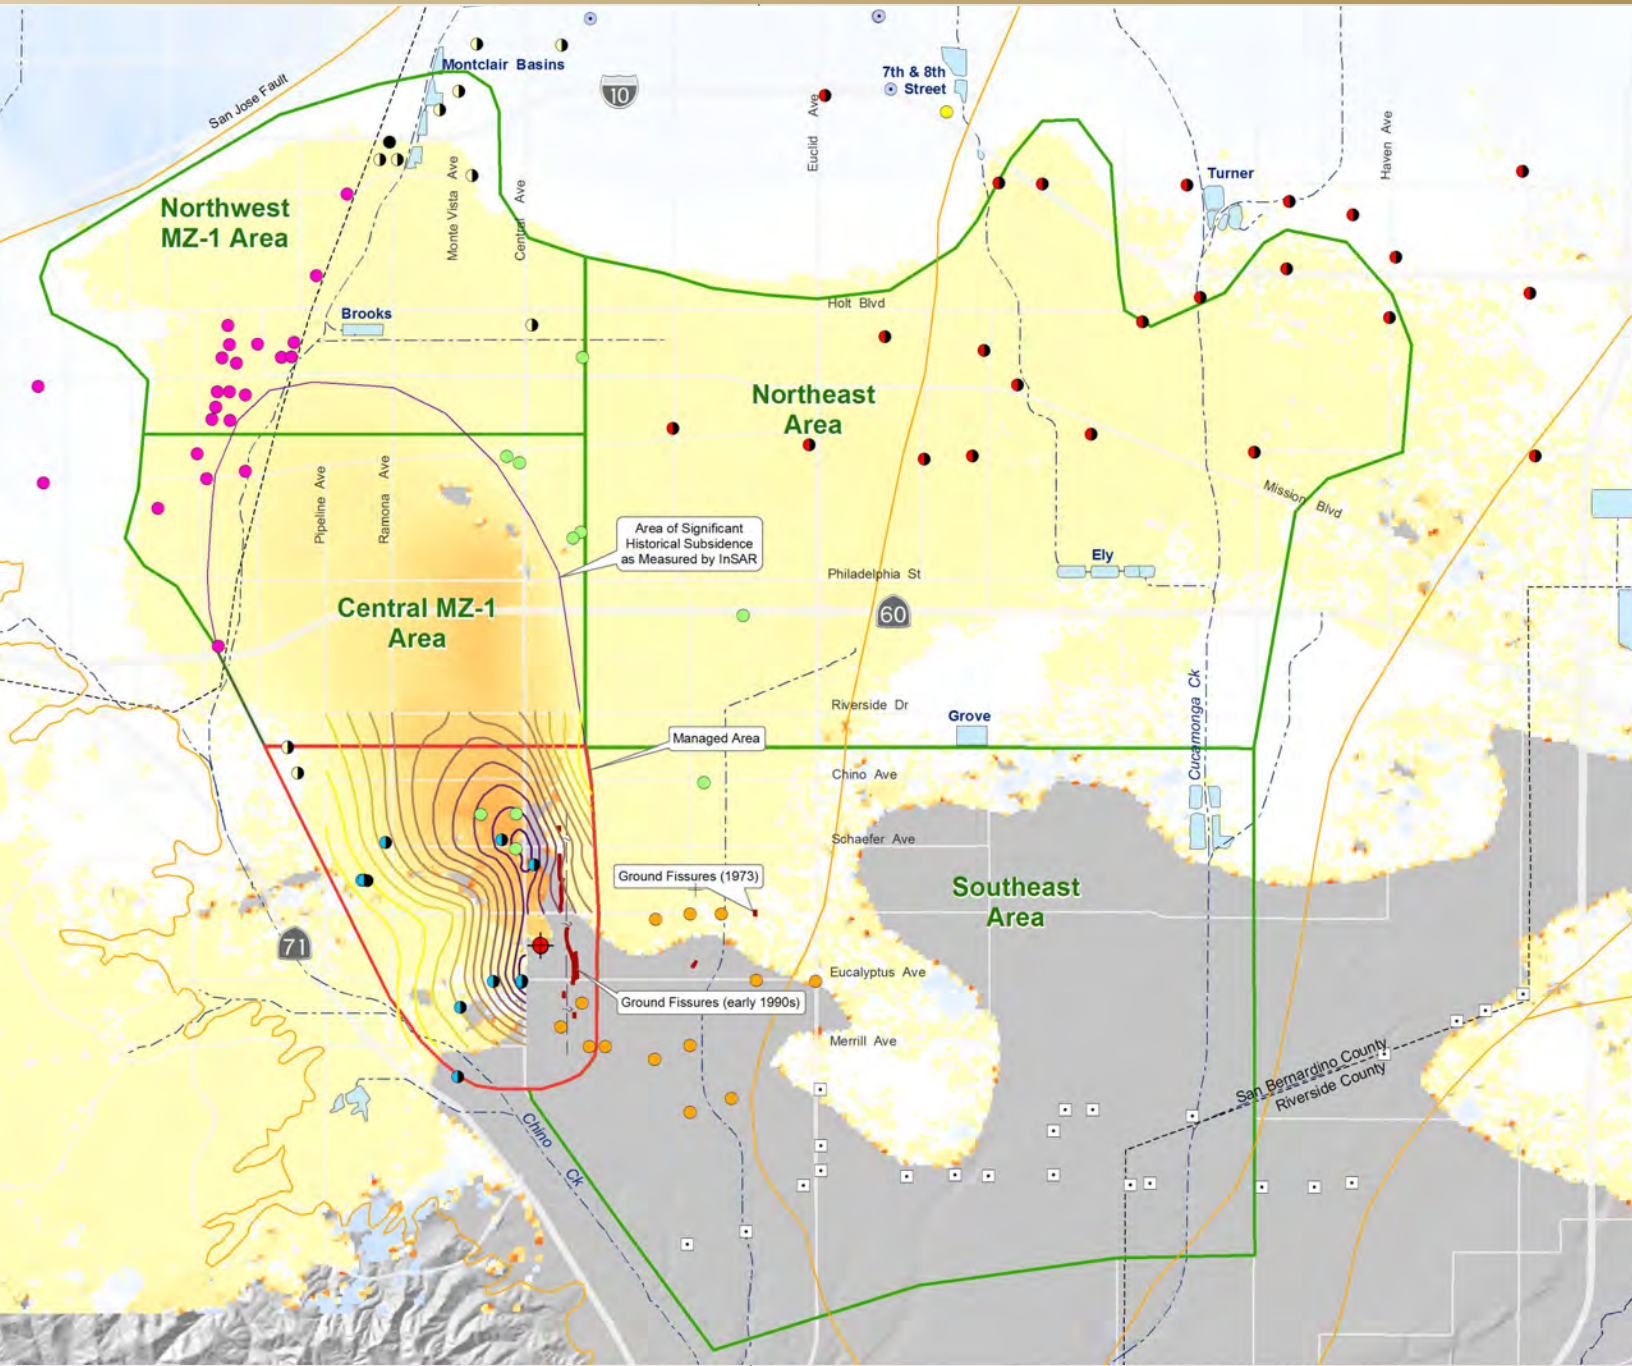 Montclair Basins
San Jose Fault
10
7th & 8th
Street
Euclid Ave
Haven Ave
Turner
Northwest
MZ-1 Area
Monte Vista Ave
Central Ave
Brooks
Holt Blvd
Northeast
Area
Pipeline Ave
Ramona Ave
Mission Blvd
Area of Significant
Historical Subsidence
as Measured by InSAR
Ely
Philadelphia St
Central MZ-1
Area
60
Cucamonga Ck
Riverside Dr
Grove
Managed Area
Chino Ave
Schaefer Ave
Ground Fissures (1973)
Southeast
Area
71
Eucalyptus Ave
Ground Fissures (early 1990s)
Merrill Ave
San Bernardino County
Riverside County
Chino Ck